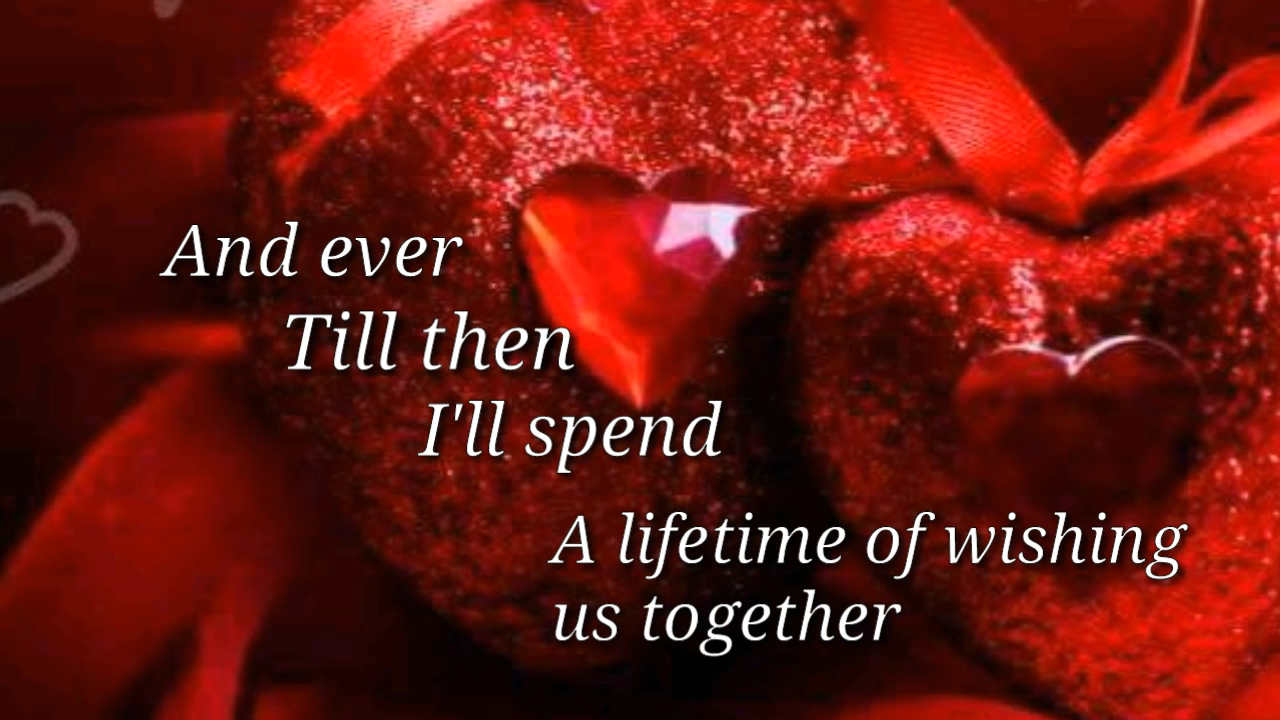 And ever
Till then
I'll spend
A lifetime of wishing
us together